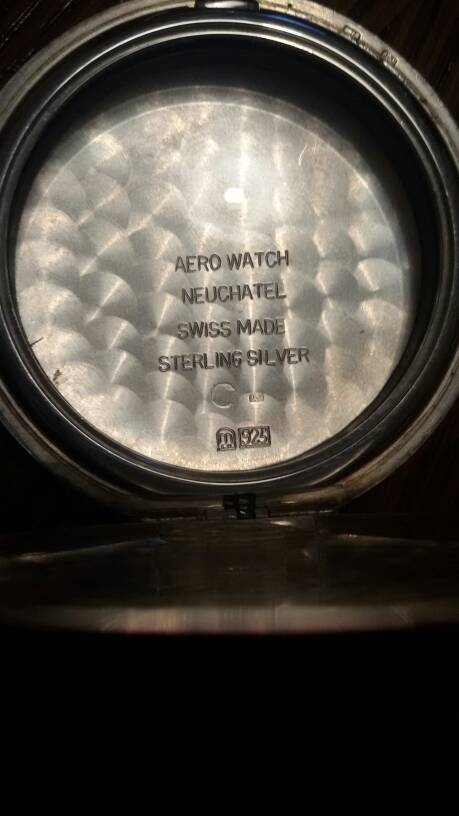 AERO WATCH
NEUCHATEL
SWISS MADE
STERLING SILVER
C
m 925